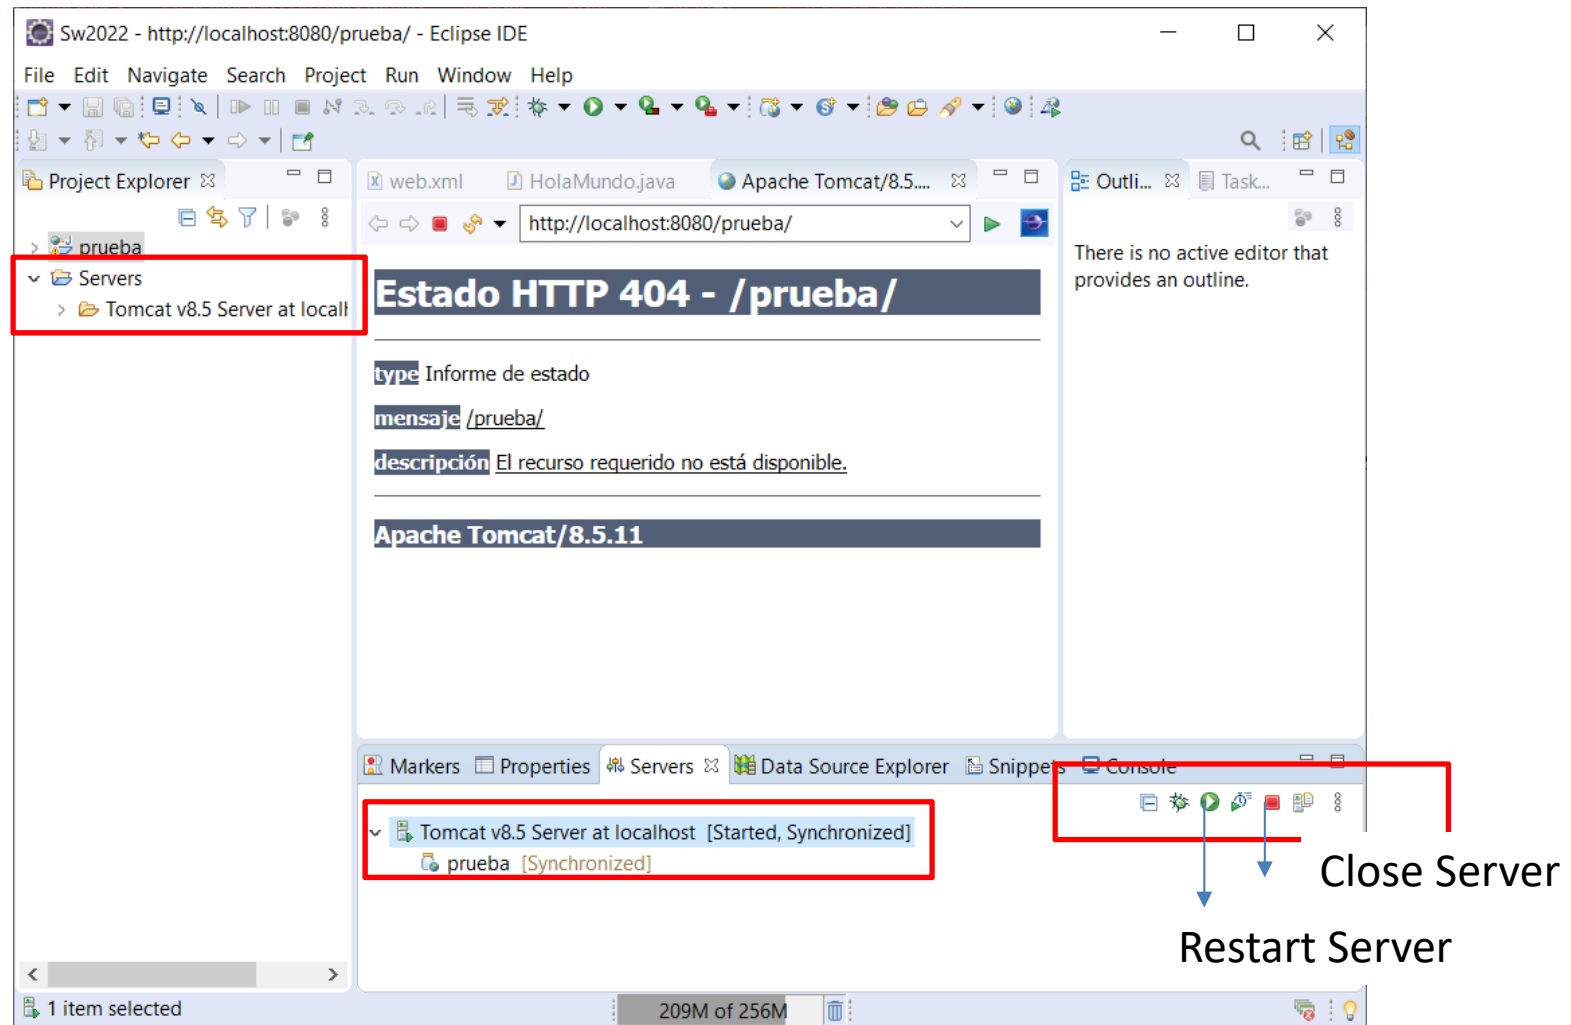 Sw2022 - http://localhost:8080/prueba/ - Eclipse IDE
File Edit Navigate Search Project Run Window Help
Project Explorer
web.xml HolaMundo.java Apache Tomcat/8.5.... Outli... Task...
http://localhost:8080/prueba/
prueba
Servers
Tomcat v8.5 Server at localh
Estado HTTP 404 - /prueba/
type Informe de estado
mensaje /prueba/
descripción El recurso requerido no está disponible.
Apache Tomcat/8.5.11
There is no active editor that
provides an outline.
Markers Properties Servers Data Source Explorer Snippets Console
Tomcat v8.5 Server at localhost [Started, Synchronized]
prueba [Synchronized]
Close Server
Restart Server
1 item selected
209M of 256M